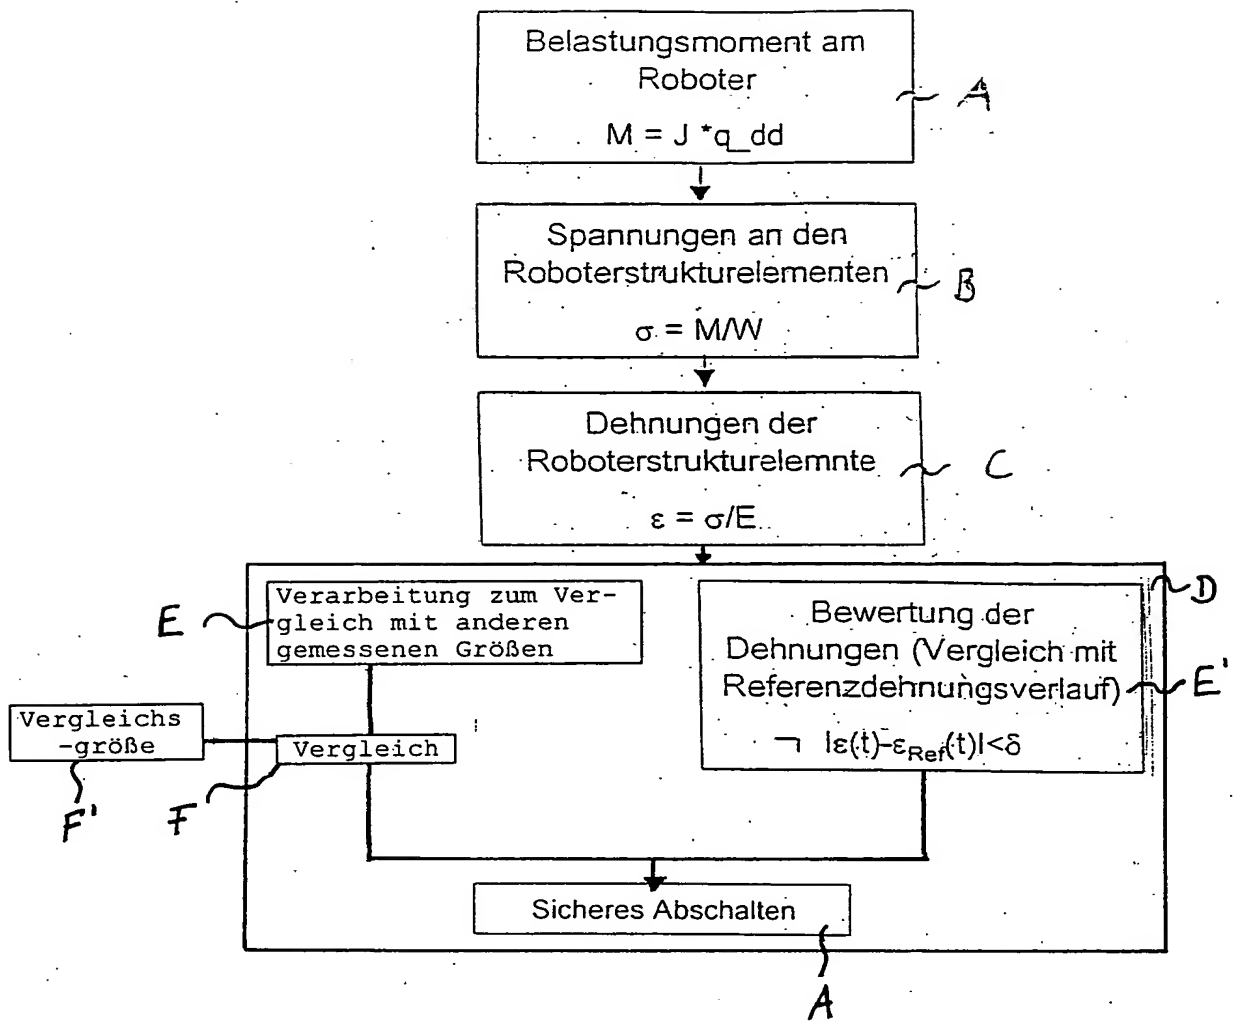 Belastungsmoment am
Roboter
M = J *q_dd
A
Spannungen an den
Roboterstrukturelementen
σ = M/W
B
Dehnungen der
Roboterstrukturelemnte
ε = σ/E
C
D
E
Verarbeitung zum Ver-
gleich mit anderen
gemessenen Größen
Bewertung der
Dehnungen (Vergleich mit
Referenzdehnungsverlauf)
¬ |ε(t)-εRef(t)|<δ
E'
Vergleichs
-größe
F'
Vergleich
F
Sicheres Abschalten
A